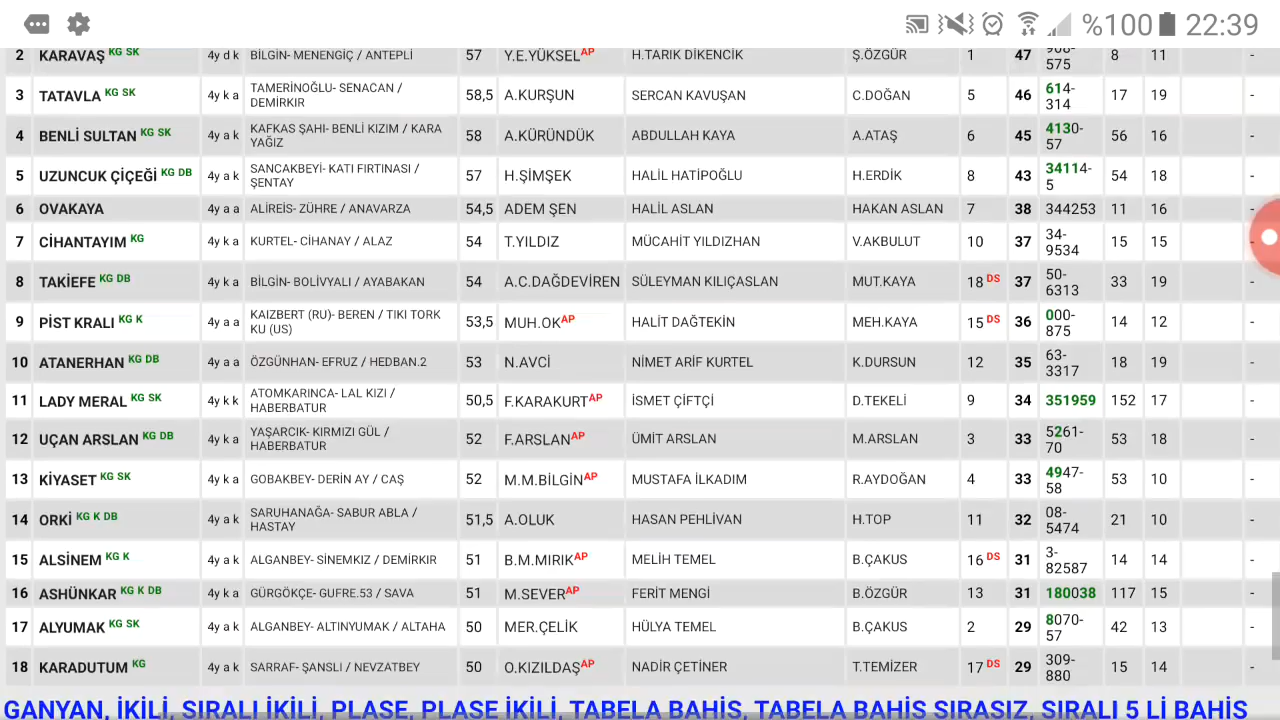 %100 22:39
2 KARAVAŞ KG SK 4y d k BİLGİN- MENENGİÇ / ANTEPLİ 57 Y.E.YÜKSEL AP H.TARIK DİKENCİK Ş.ÖZGÜR 1 47 908-575 8 11 -
3 TATAVLA KG SK 4y k a TAMERİNOĞLU- SENACAN / DEMİRKIR 58,5 A.KURŞUN SERCAN KAVUŞAN C.DOĞAN 5 46 614-314 17 19 -
4 BENLİ SULTAN KG SK 4y a k KAFKAS ŞAHI- BENLİ KIZIM / KARA YAĞIZ 58 A.KÜRÜNDÜK ABDULLAH KAYA A.ATAŞ 6 45 4130-57 56 16 -
5 UZUNCUK ÇİÇEĞİ KG DB 4y a k SANCAKBEYİ- KATI FIRTINASI / ŞENTAY 57 H.ŞİMŞEK HALİL HATİPOĞLU H.ERDİK 8 43 34114-5 54 18 -
6 OVAKAYA 4y a a ALİREİS- ZÜHRE / ANAVARZA 54,5 ADEM ŞEN HALİL ASLAN HAKAN ASLAN 7 38 344253 11 16 -
7 CİHANTAYIM KG 4y k a KURTEL- CİHANAY / ALAZ 54 T.YILDIZ MÜCAHİT YILDIZHAN V.AKBULUT 10 37 34-9534 15 15 -
8 TAKİEFE KG DB 4y k a BİLGİN- BOLİVYALI / AYABAKAN 54 A.C.DAĞDEVİREN SÜLEYMAN KILIÇASLAN MUT.KAYA 18 DS 37 50-6313 33 19 -
9 PİST KRALI KG K 4y a a KAIZBERT (RU)- BEREN / TIKI TORK KU (US) 53,5 MUH.OK AP HALİT DAĞTEKİN MEH.KAYA 15 DS 36 000-875 14 12 -
10 ATANERHAN KG DB 4y a a ÖZGÜNHAN- EFRUZ / HEDBAN.2 53 N.AVCİ NİMET ARİF KURTEL K.DURSUN 12 35 63-3317 18 19 -
11 LADY MERAL KG SK 4y k k ATOMKARINCA- LAL KIZI / HABERBATUR 50,5 F.KARAKURT AP İSMET ÇİFTÇİ D.TEKELİ 9 34 351959 152 17 -
12 UÇAN ARSLAN KG DB 4y k a YAŞARCIK- KIRMIZI GÜL / HABERBATUR 52 F.ARSLAN AP ÜMİT ARSLAN M.ARSLAN 3 33 5261-70 53 18 -
13 KİYASET KG SK 4y k a GOBAKBEY- DERİN AY / CAŞ 52 M.M.BİLGİN AP MUSTAFA İLKADIM R.AYDOĞAN 4 33 4947-58 53 10 -
14 ORKİ KG K DB 4y a k SARUHANAĞA- SABUR ABLA / HASTAY 51,5 A.OLUK HASAN PEHLİVAN H.TOP 11 32 08-5474 21 10 -
15 ALSİNEM KG K 4y a k ALGANBEY- SİNEMKIZ / DEMİRKIR 51 B.M.MIRIK AP MELİH TEMEL B.ÇAKUS 16 DS 31 3-82587 14 14 -
16 ASHÜNKAR KG K DB 4y k a GÜRGÖKÇE- GUFRE.53 / SAVA 51 M.SEVER AP FERİT MENGİ B.ÖZGÜR 13 31 180038 117 15 -
17 ALYUMAK KG SK 4y a k ALGANBEY- ALTINYUMAK / ALTAHA 50 MER.ÇELİK HÜLYA TEMEL B.ÇAKUS 2 29 8070-57 42 13 -
18 KARADUTUM KG 4y a k SARRAF- ŞANSLI / NEVZATBEY 50 O.KIZILDAŞ AP NADİR ÇETİNER T.TEMİZER 17 DS 29 309-880 15 14 -
GANYAN, İKİLİ, SIRALI İKİLİ, PLASE, PLASE İKİLİ, TABELA BAHİS, TABELA BAHİS SIRASIZ, SIRALI 5 Lİ BAHİS